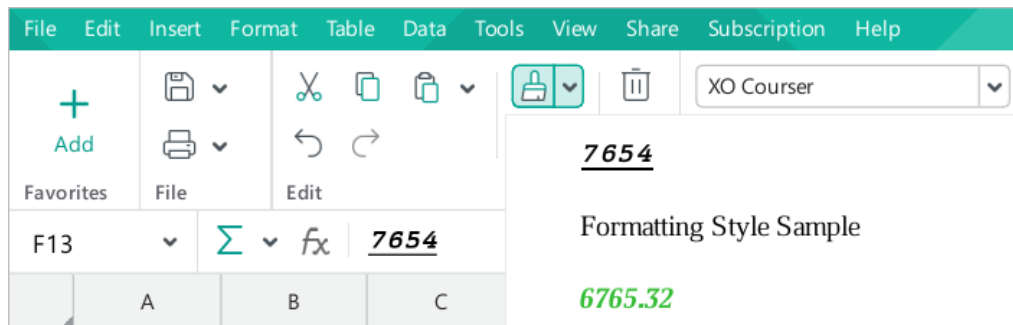 File Edit Insert Format Table Data Tools View Share Subscription Help
XO Courser
Add
Favorites File Edit
7654
Formatting Style Sample
6765.32
F13 7654
A B C